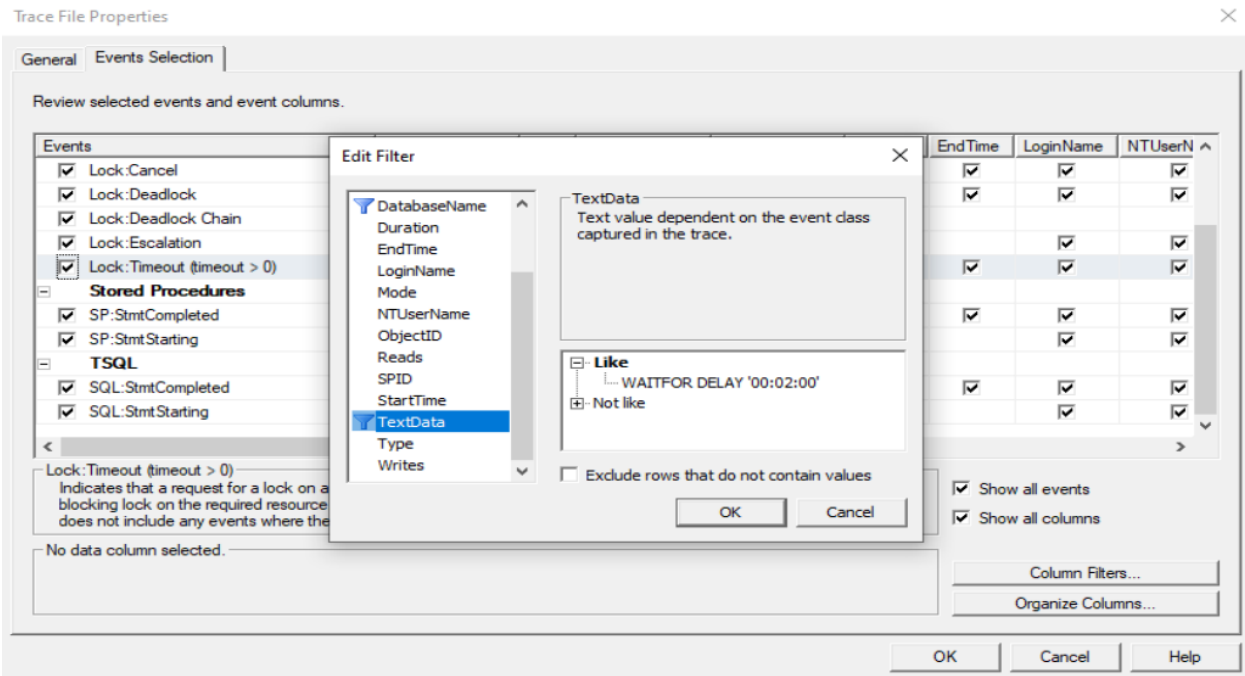 Trace File Properties
General
Events Selection
Review selected events and event columns.
Events
EndTime
LoginName
NTUserN
Lock:Cancel
Lock:Deadlock
Lock:Deadlock Chain
Lock:Escalation
Lock:Timeout (timeout > 0)
Stored Procedures
SP:StmtCompleted
SP:StmtStarting
TSQL
SQL:StmtCompleted
SQL:StmtStarting
Edit Filter
DatabaseName
Duration
EndTime
LoginName
Mode
NTUserName
ObjectID
Reads
SPID
StartTime
TextData
Type
Writes
TextData
Text value dependent on the event class
captured in the trace.
Like
WAITFOR DELAY '00:02:00'
Not like
Exclude rows that do not contain values
OK
Cancel
Lock:Timeout (timeout > 0)
Indicates that a request for a lock on a
blocking lock on the required resource
does not include any events where the
Show all events
Show all columns
No data column selected.
Column Filters...
Organize Columns...
OK
Cancel
Help